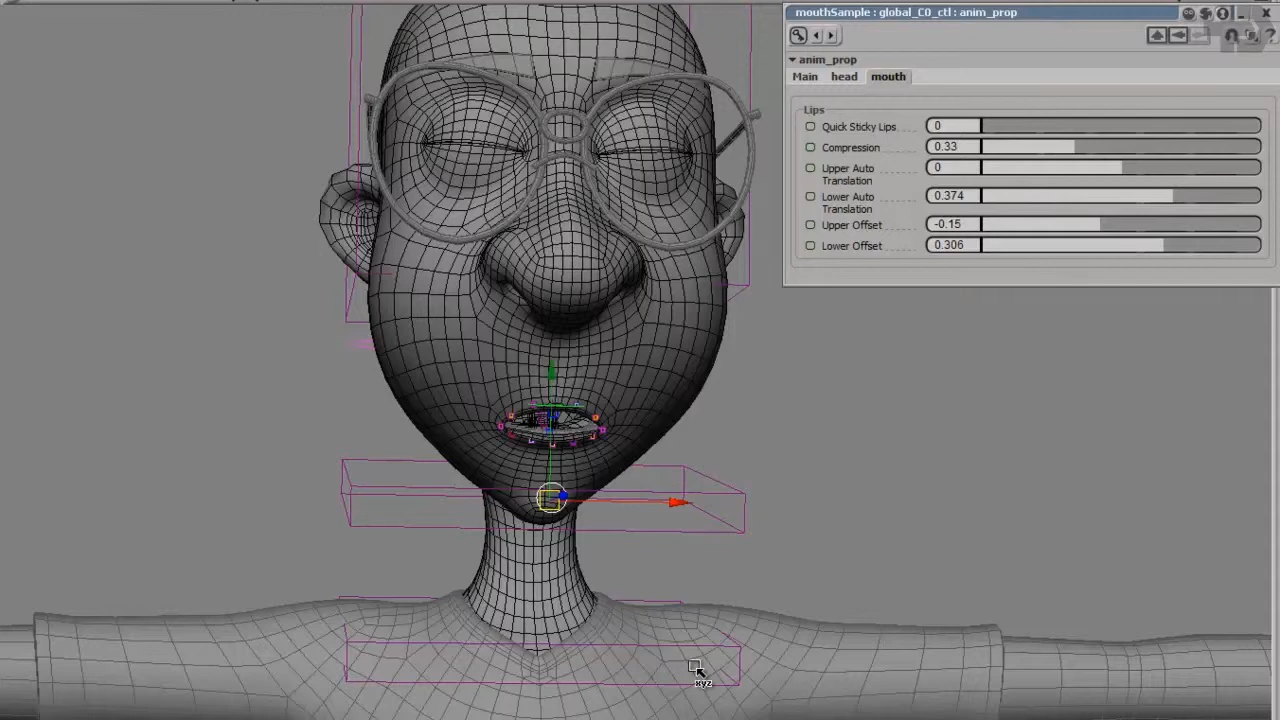 mouthSample : global_C0_ctl : anim_prop
anim_prop
Main head mouth
Lips
Quick Sticky Lips 0
Compression 0.33
Upper Auto Translation 0
Lower Auto Translation 0.374
Upper Offset -0.15
Lower Offset 0.306
xyz